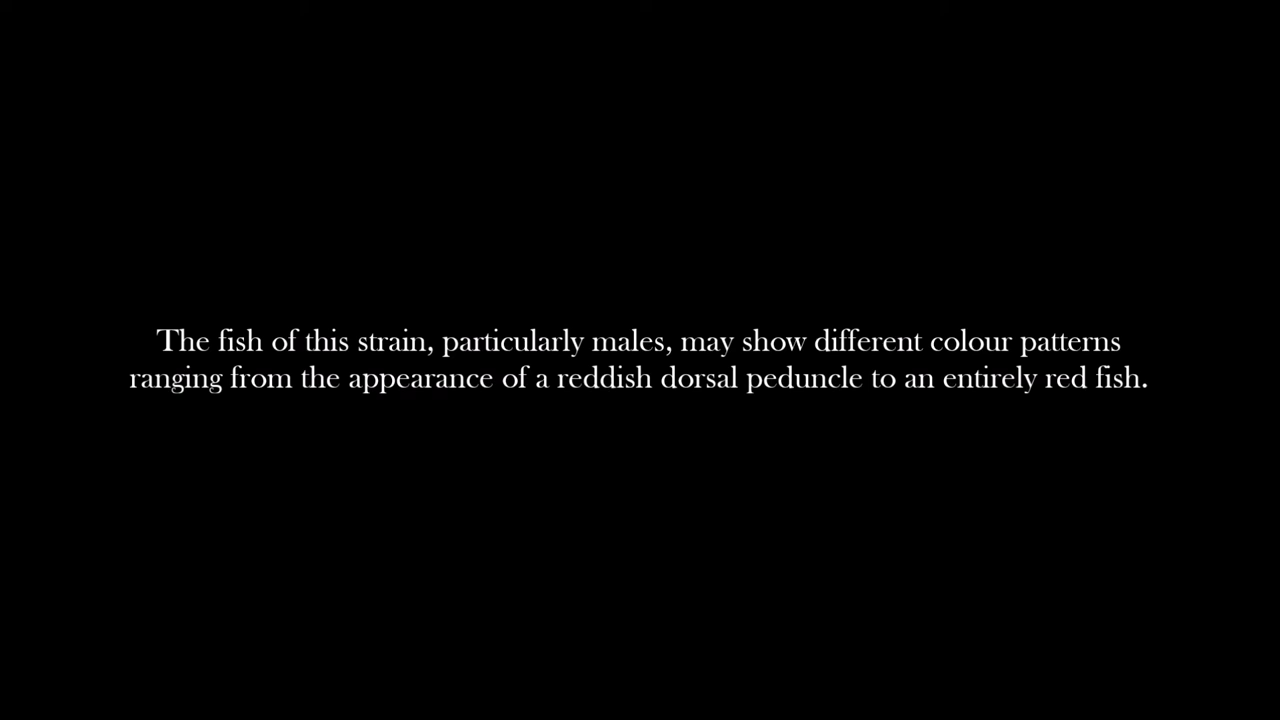 The fish of this strain, particularly males, may show different colour patterns
ranging from the appearance of a reddish dorsal peduncle to an entirely red fish.